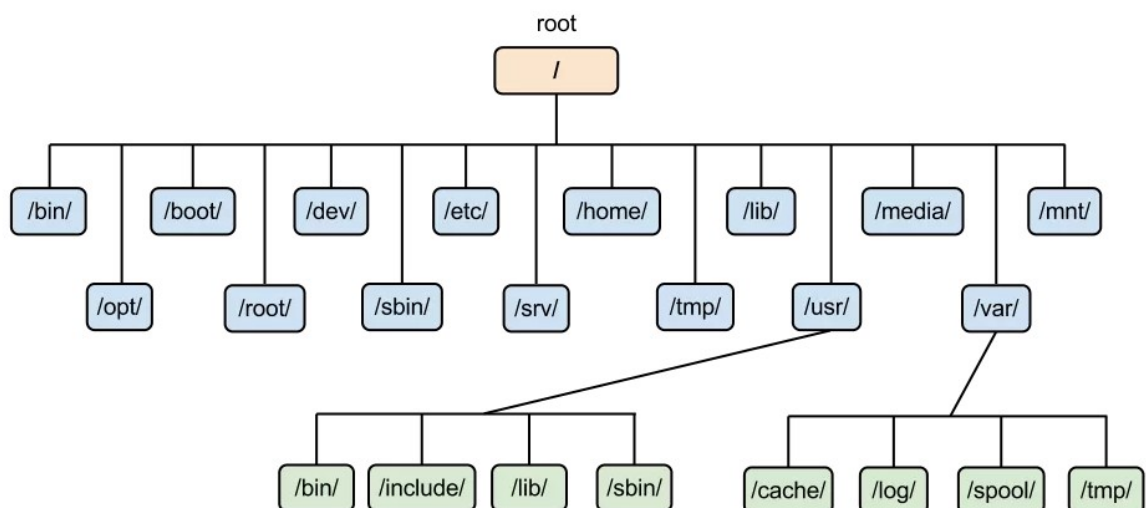 root
/
/bin/ /boot/ /dev/ /etc/ /home/ /lib/ /media/ /mnt/
/opt/ /root/ /sbin/ /srv/ /tmp/ /usr/ /var/
/bin/ /include/ /lib/ /sbin/ /cache/ /log/ /spool/ /tmp/